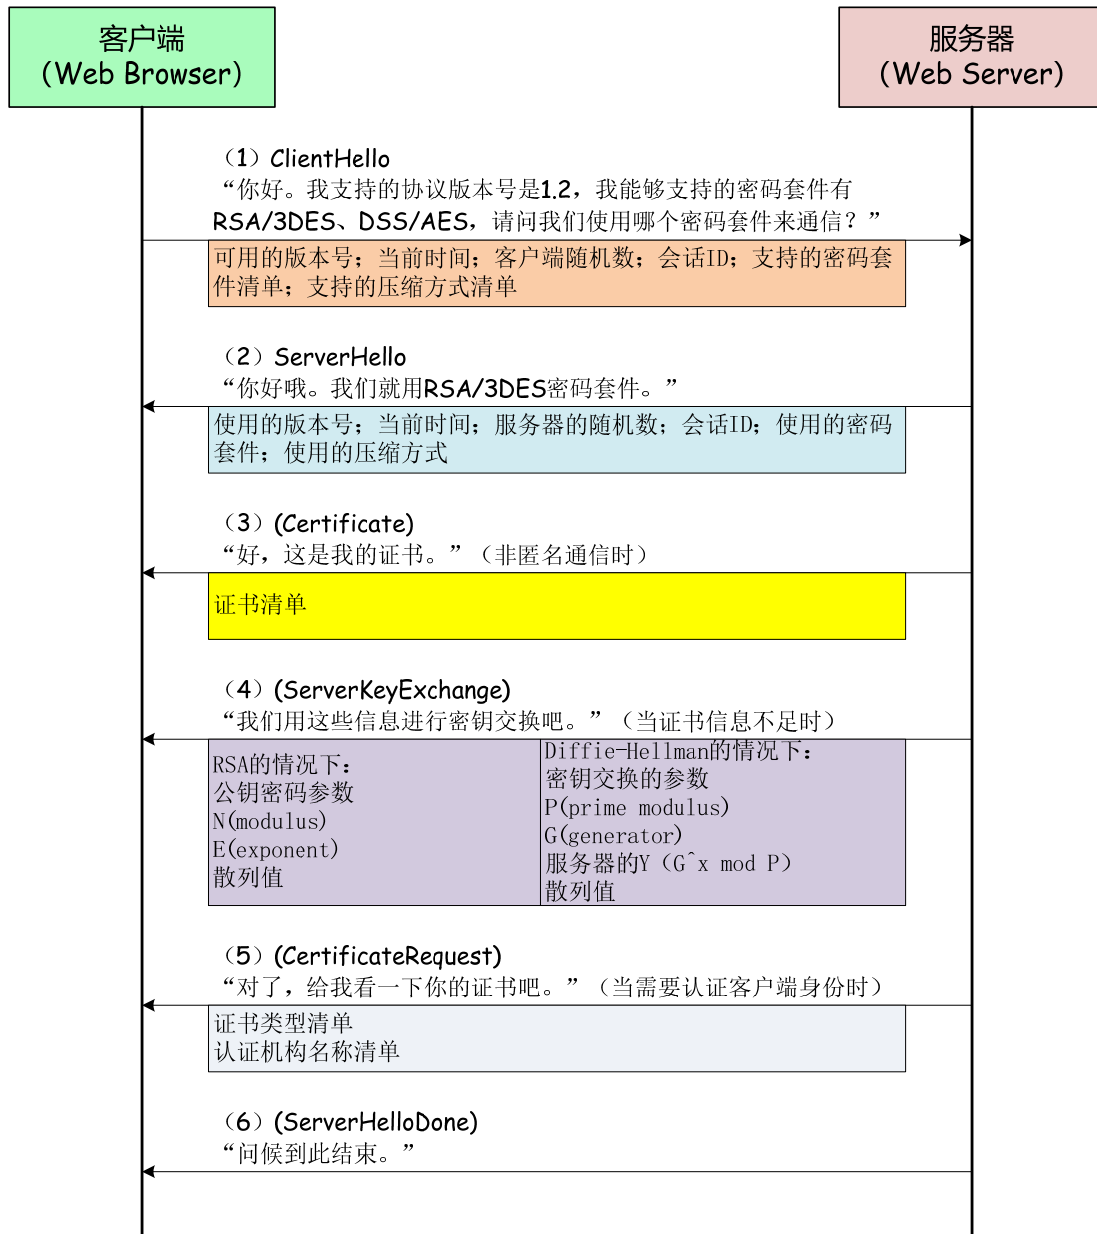 客户端
(Web Browser)
服务器
(Web Server)
（1）ClientHello
“你好。我支持的协议版本号是1.2，我能够支持的密码套件有
RSA/3DES、DSS/AES，请问我们使用哪个密码套件来通信？”
可用的版本号；当前时间；客户端随机数；会话ID；支持的密码套
件清单；支持的压缩方式清单
（2）ServerHello
“你好哦。我们就用RSA/3DES密码套件。”
使用的版本号；当前时间；服务器的随机数；会话ID；使用的密码
套件；使用的压缩方式
（3）(Certificate)
“好，这是我的证书。”（非匿名通信时）
证书清单
（4）(ServerKeyExchange)
“我们用这些信息进行密钥交换吧。”（当证书信息不足时）
RSA的情况下：
公钥密码参数
N(modulus)
E(exponent)
散列值
Diffie-Hellman的情况下：
密钥交换的参数
P(prime modulus)
G(generator)
服务器的Y（G^x mod P）
散列值
（5）(CertificateRequest)
“对了，给我看一下你的证书吧。”（当需要认证客户端身份时）
证书类型清单
认证机构名称清单
（6）(ServerHelloDone)
“问候到此结束。”